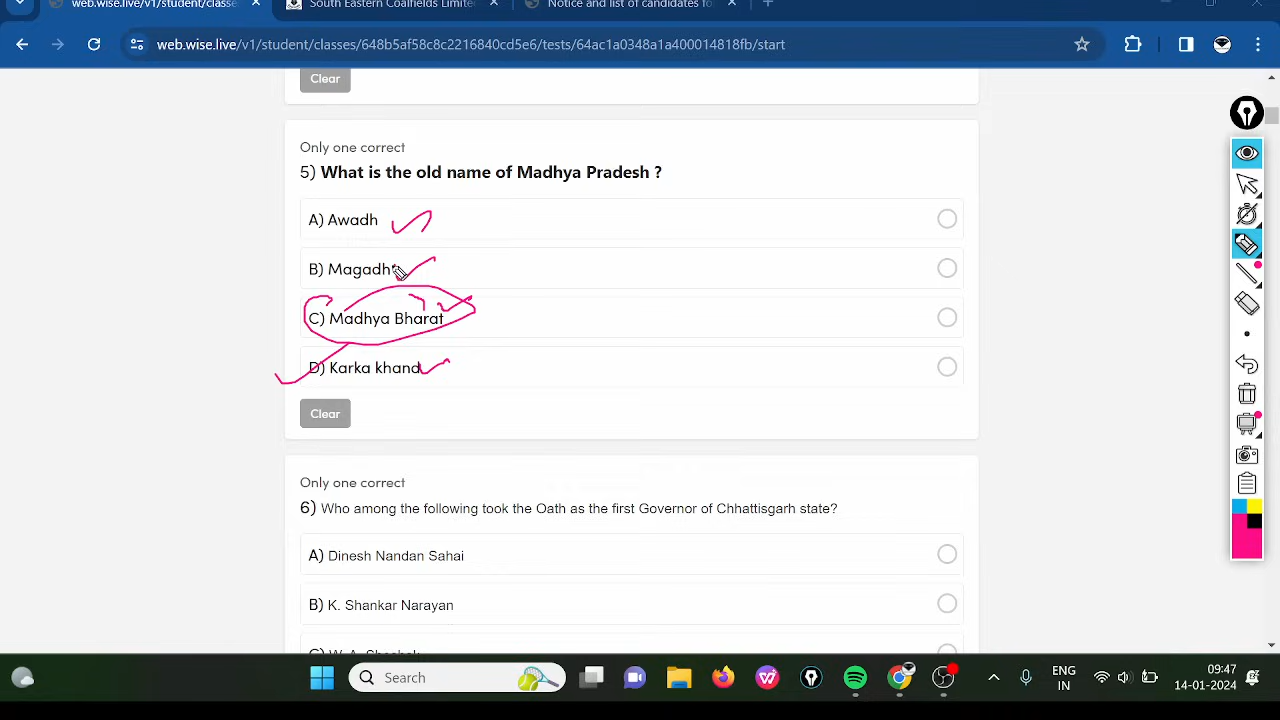 web.wise.live/v1/student/classe
South Eastern Coalfields Limite
Notice and list of candidates fo
web.wise.live/v1/student/classes/648b5af58c8c2216840cd5e6/tests/64ac1a0348a1a400014818fb/start
Clear
Only one correct
5) What is the old name of Madhya Pradesh ?
A) Awadh
B) Magadh
C) Madhya Bharat
D) Karka khand
Clear
Only one correct
6) Who among the following took the Oath as the first Governor of Chhattisgarh state?
A) Dinesh Nandan Sahai
B) K. Shankar Narayan
Search
ENG
IN
09:47
14-01-2024